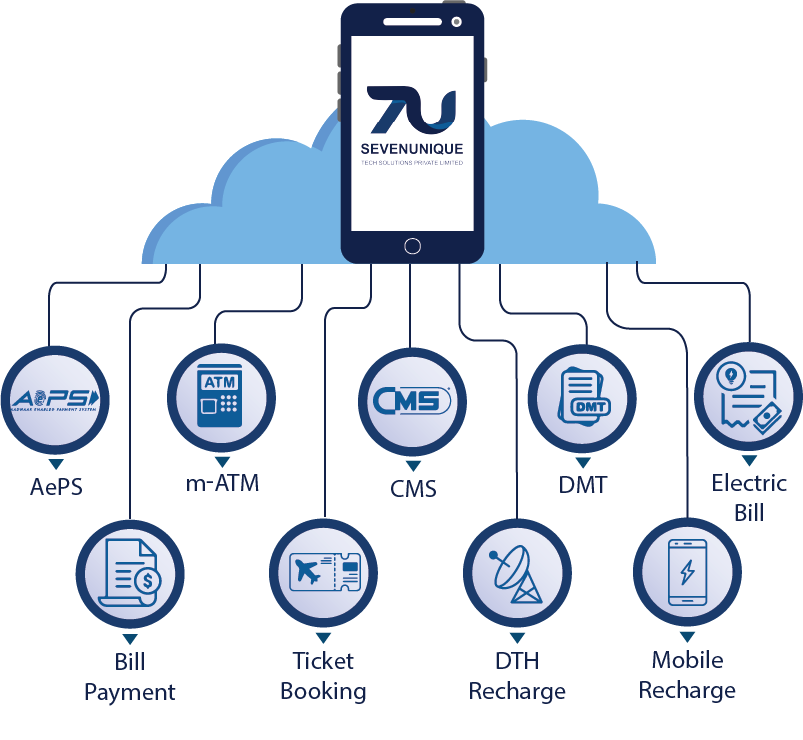 7U
SEVENUNIQUE
TECH SOLUTIONS PRIVATE LIMITED
AePS
AADHAAR ENABLED PAYMENT SYSTEM
ATM
CMS
DMT
AePS
m-ATM
CMS
DMT
Electric
Bill
$
Bill
Payment
Ticket
Booking
DTH
Recharge
Mobile
Recharge